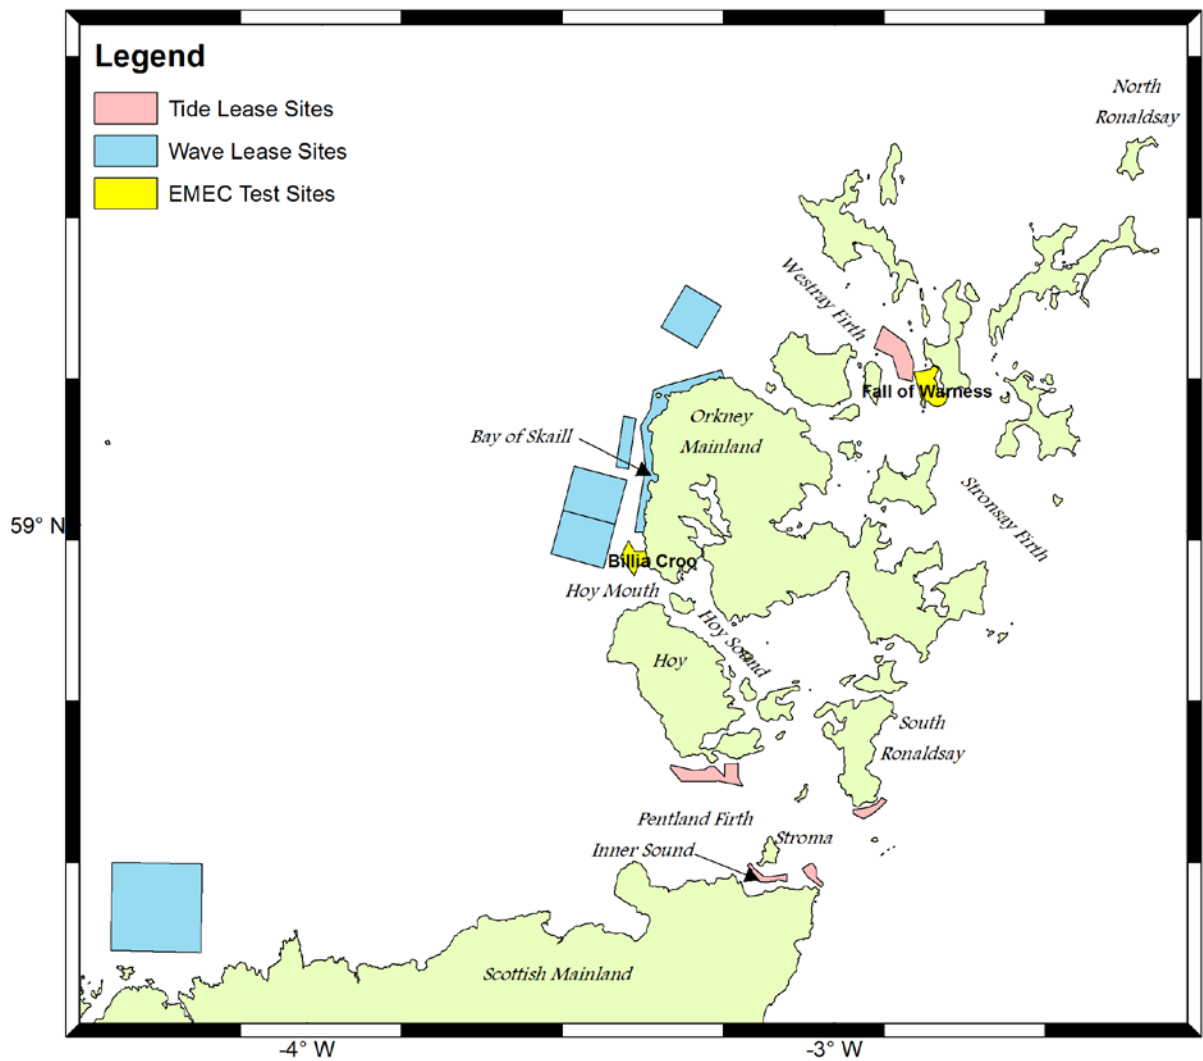 Legend
Tide Lease Sites
Wave Lease Sites
EMEC Test Sites
North
Ronaldsay
Westray Firth
Fall of Warness
Orkney
Mainland
Bay of Skaill
Stronsay Firth
59° N
Billia Croo
Hoy Mouth
Hoy Sound
Hoy
South
Ronaldsay
Pentland Firth
Stroma
Inner Sound
Scottish Mainland
-4° W
-3° W